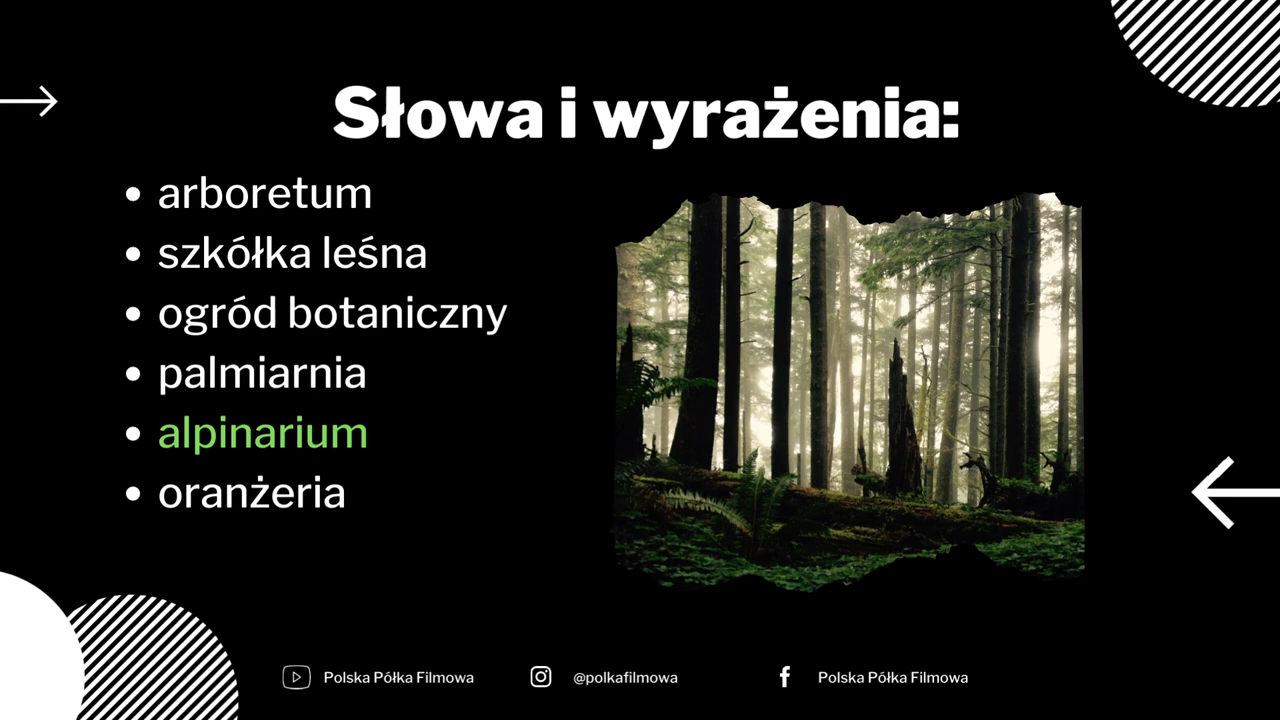 Słowa i wyrażenia:
arboretum
szkółka leśna
ogród botaniczny
palmiarnia
alpinarium
oranżeria
Polska Półka Filmowa
@polkafilmowa
Polska Półka Filmowa